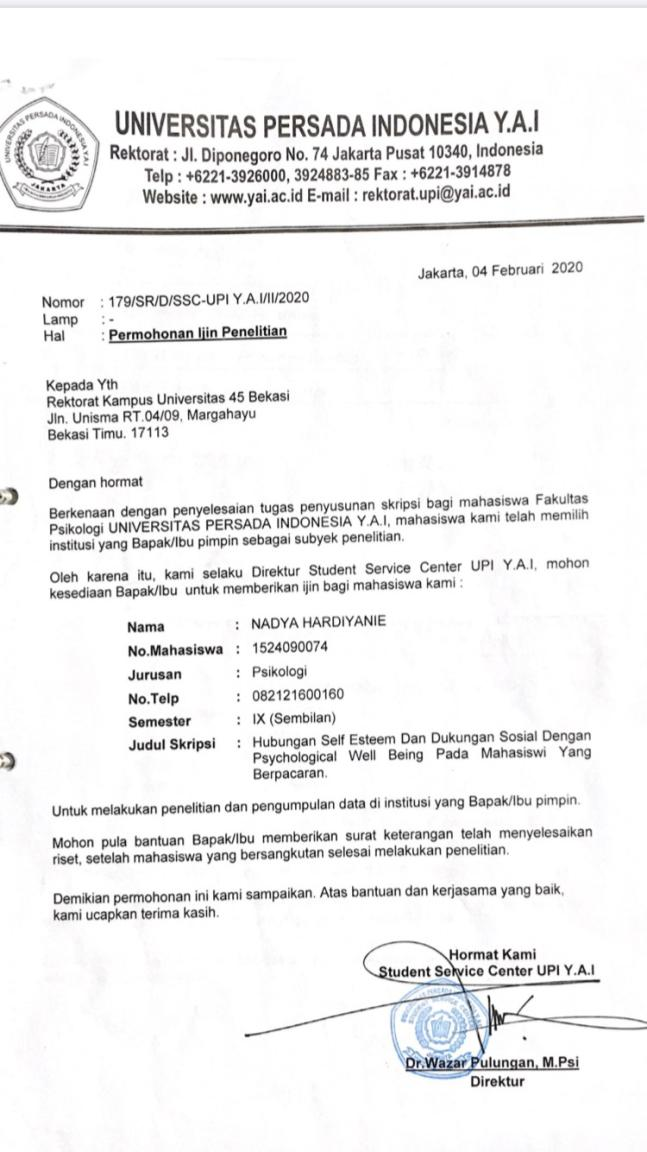 UNIVERSITAS PERSADA INDONESIA Y.A.I
JAKARTA
UNIVERSITAS PERSADA INDONESIA Y.A.I
Rektorat : Jl. Diponegoro No. 74 Jakarta Pusat 10340, Indonesia
Telp : +6221-3926000, 3924883-85 Fax : +6221-3914878
Website : www.yai.ac.id E-mail : rektorat.upi@yai.ac.id
Jakarta, 04 Februari 2020
Nomor : 179/SR/D/SSC-UPI Y.A.I/II/2020
Lamp : -
Hal : Permohonan Ijin Penelitian
Kepada Yth
Rektorat Kampus Universitas 45 Bekasi
Jln. Unisma RT.04/09, Margahayu
Bekasi Timu. 17113
Dengan hormat
Berkenaan dengan penyelesaian tugas penyusunan skripsi bagi mahasiswa Fakultas
Psikologi UNIVERSITAS PERSADA INDONESIA Y.A.I, mahasiswa kami telah memilih
institusi yang Bapak/Ibu pimpin sebagai subyek penelitian.
Oleh karena itu, kami selaku Direktur Student Service Center UPI Y.A.I, mohon
kesediaan Bapak/Ibu untuk memberikan ijin bagi mahasiswa kami :
Nama : NADYA HARDIYANIE
No.Mahasiswa : 1524090074
Jurusan : Psikologi
No.Telp : 082121600160
Semester : IX (Sembilan)
Judul Skripsi : Hubungan Self Esteem Dan Dukungan Sosial Dengan
Psychological Well Being Pada Mahasiswi Yang
Berpacaran.
Untuk melakukan penelitian dan pengumpulan data di institusi yang Bapak/Ibu pimpin.
Mohon pula bantuan Bapak/Ibu memberikan surat keterangan telah menyelesaikan
riset, setelah mahasiswa yang bersangkutan selesai melakukan penelitian.
Demikian permohonan ini kami sampaikan. Atas bantuan dan kerjasama yang baik,
kami ucapkan terima kasih.
Hormat Kami
Student Service Center UPI Y.A.I
Dr.Wazar Pulungan, M.Psi
Direktur